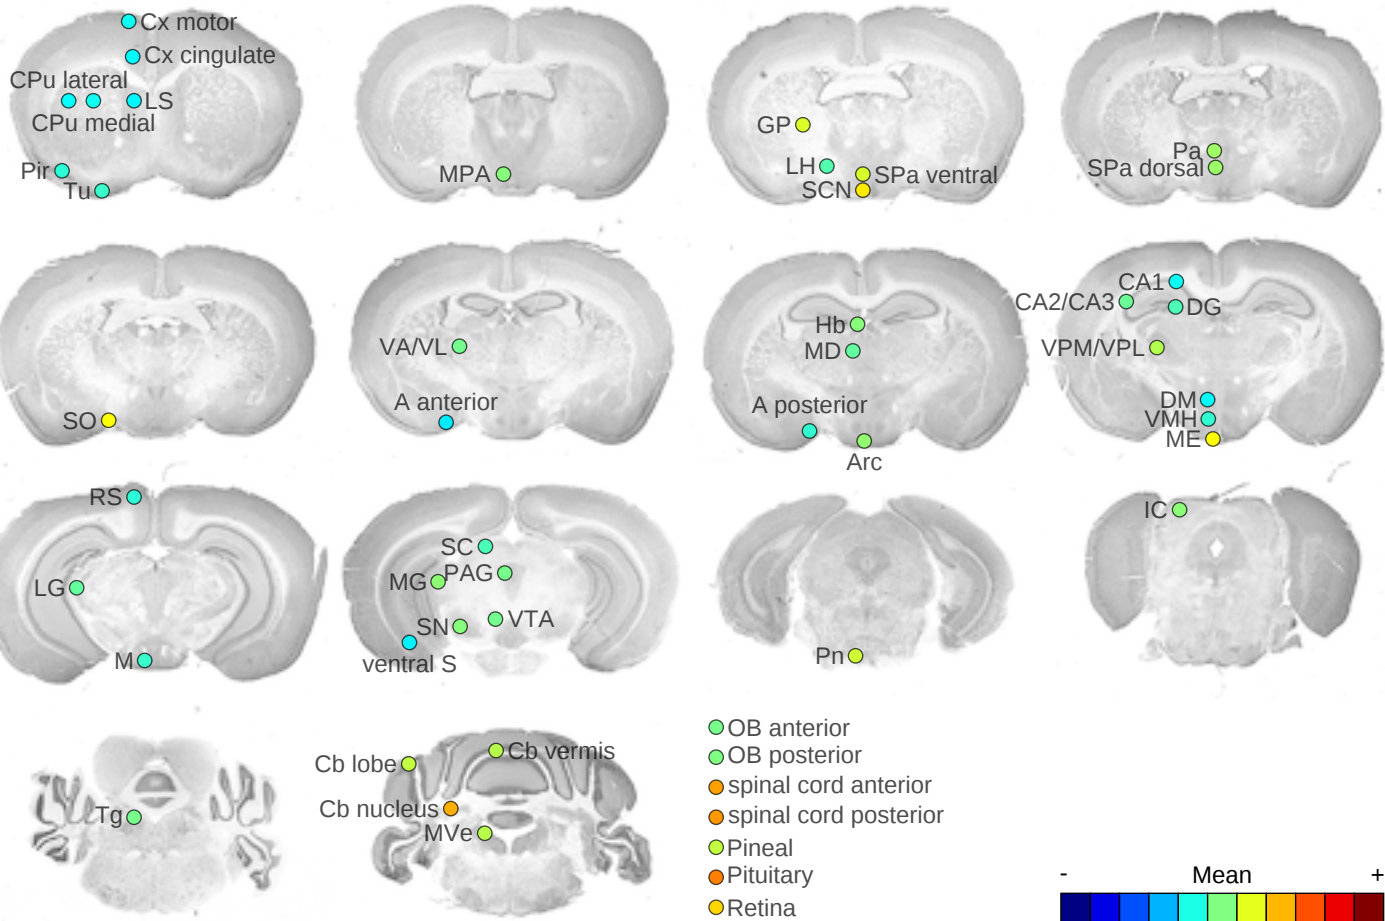 Cx motor
Cx cingulate
CPu lateral
LS
CPu medial
Pir
Tu
MPA
GP
LH
SPa ventral
SCN
Pa
SPa dorsal
SO
VA/VL
A anterior
Hb
MD
A posterior
Arc
CA1
CA2/CA3
DG
VPM/VPL
DM
VMH
ME
RS
LG
M
SC
MG
PAG
SN
VTA
ventral S
Pn
IC
Tg
Cb lobe
Cb vermis
Cb nucleus
MVe
OB anterior
OB posterior
spinal cord anterior
spinal cord posterior
Pineal
Pituitary
Retina
- Mean +